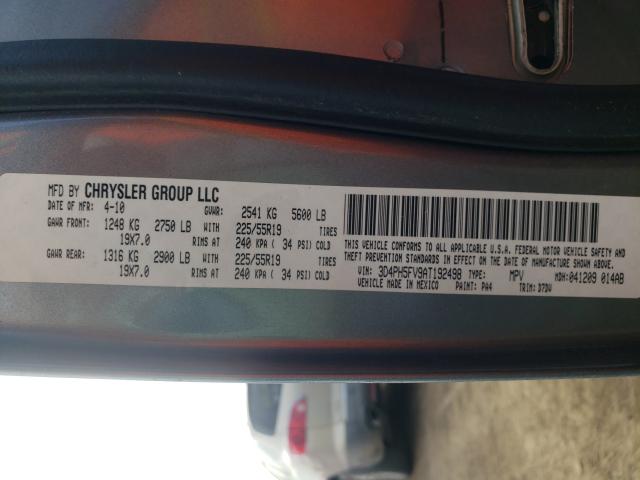 MFD BY CHRYSLER GROUP LLC
DATE OF MFR: 4-10 GVWR: 2541 KG 5600 LB
GAWR FRONT: 1248 KG 2750 LB WITH 225/55R19 TIRES
19X7.0 RIMS AT 240 KPA ( 34 PSI) COLD
GAWR REAR: 1316 KG 2900 LB WITH 225/55R19 TIRES
19X7.0 RIMS AT 240 KPA ( 34 PSI) COLD
THIS VEHICLE CONFORMS TO ALL APPLICABLE U.S.A. FEDERAL MOTOR VEHICLE SAFETY AND
THEFT PREVENTION STANDARDS IN EFFECT ON THE DATE OF MANUFACTURE SHOWN ABOVE.
VIN: 3D4PH5FV9AT192498 TYPE: MPV MDH: 041209 014AB
VEHICLE MADE IN MEXICO PAINT: PA4 TRIM: D7DV